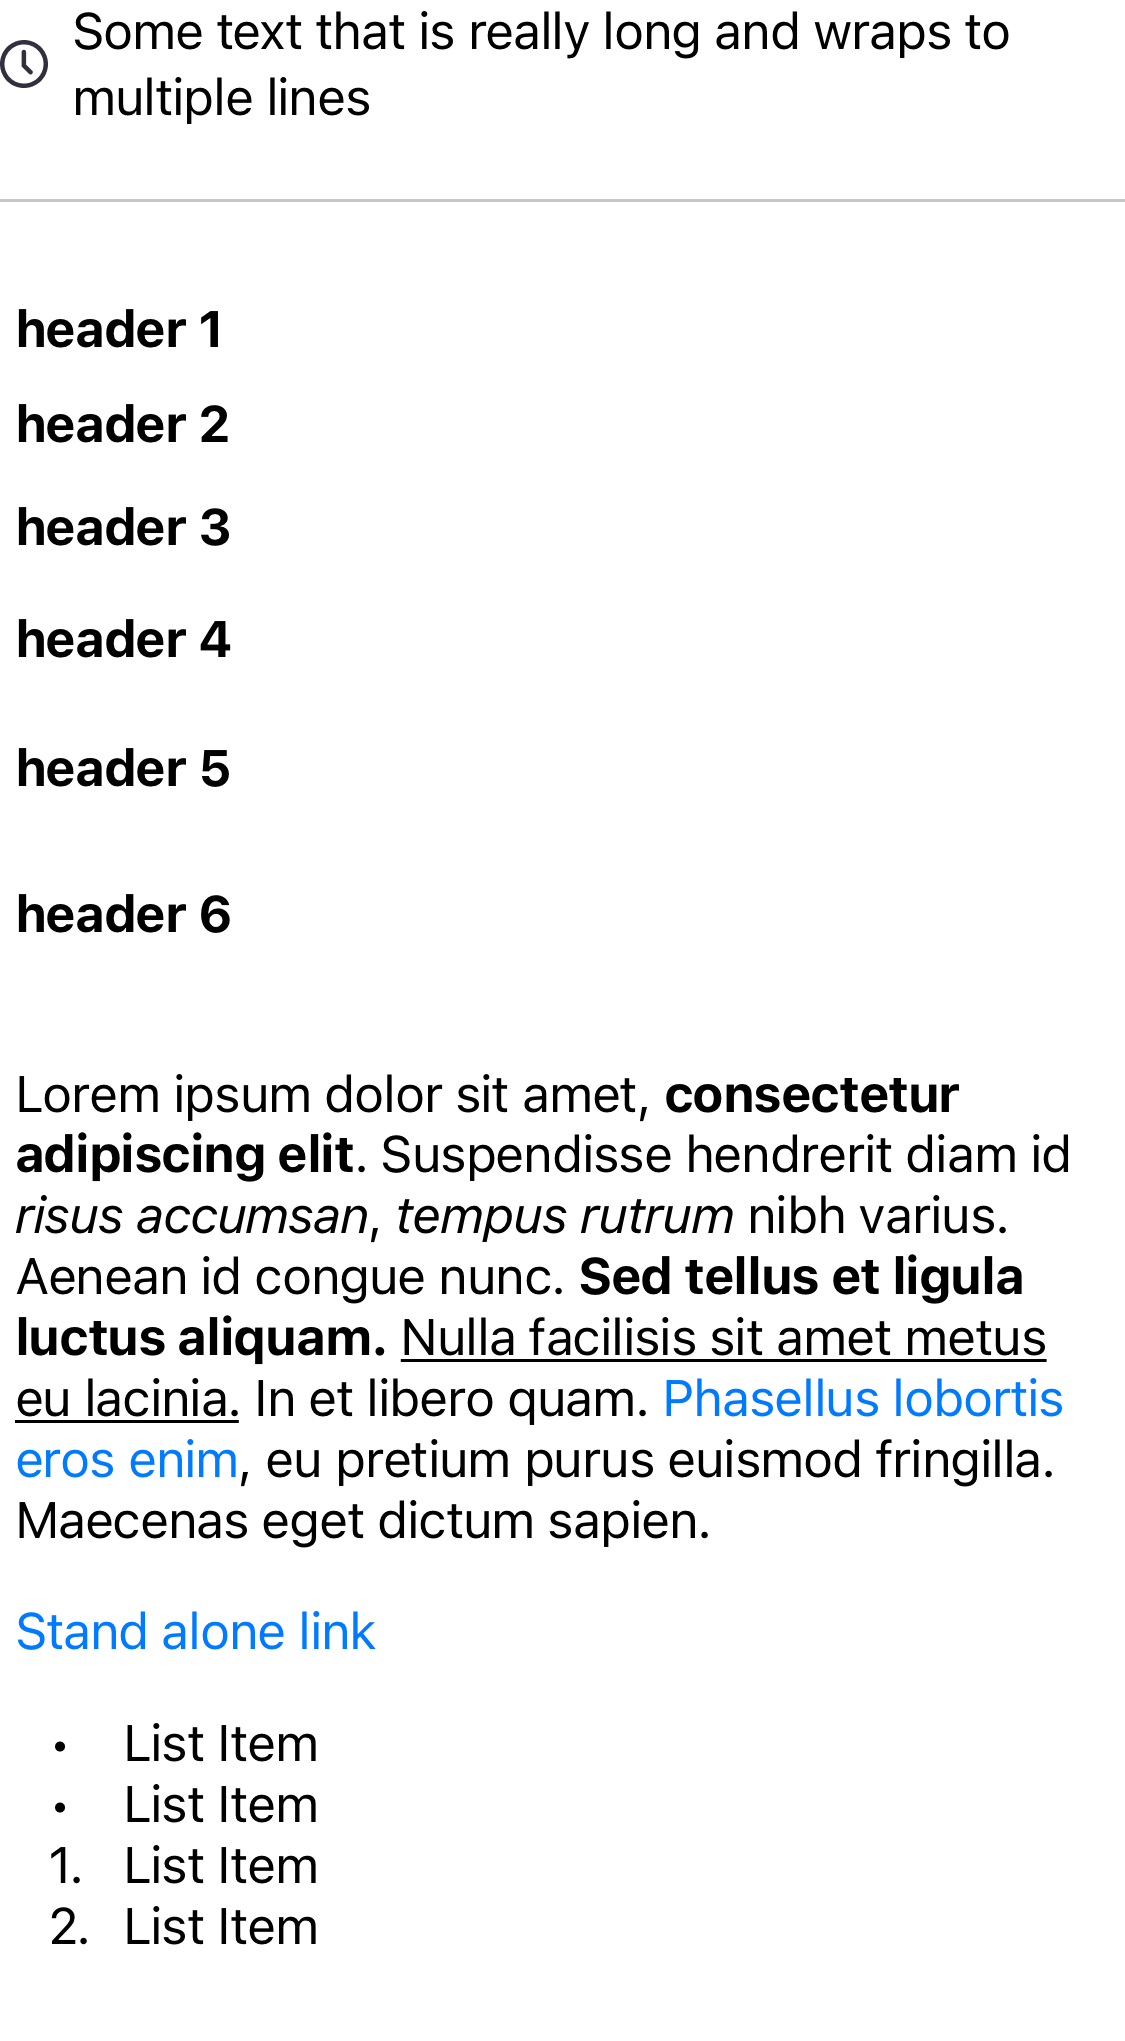 Some text that is really long and wraps to
multiple lines
header 1
header 2
header 3
header 4
header 5
header 6
Lorem ipsum dolor sit amet, consectetur
adipiscing elit. Suspendisse hendrerit diam id
risus accumsan, tempus rutrum nibh varius.
Aenean id congue nunc. Sed tellus et ligula
luctus aliquam. Nulla facilisis sit amet metus
eu lacinia. In et libero quam. Phasellus lobortis
eros enim, eu pretium purus euismod fringilla.
Maecenas eget dictum sapien.
Stand alone link
• List Item
• List Item
1. List Item
2. List Item